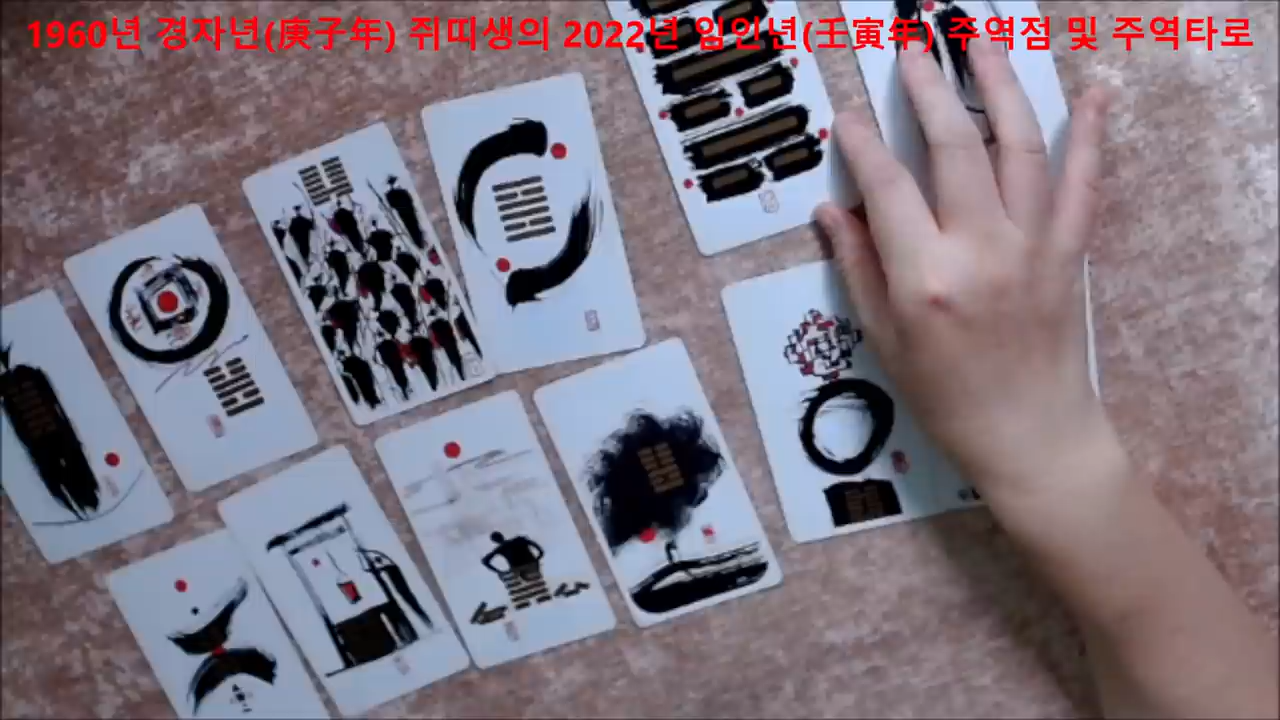 1960년 경자년(庚子年) 쥐띠생의 2022년 임인년(壬寅年) 주역점 및 주역타로